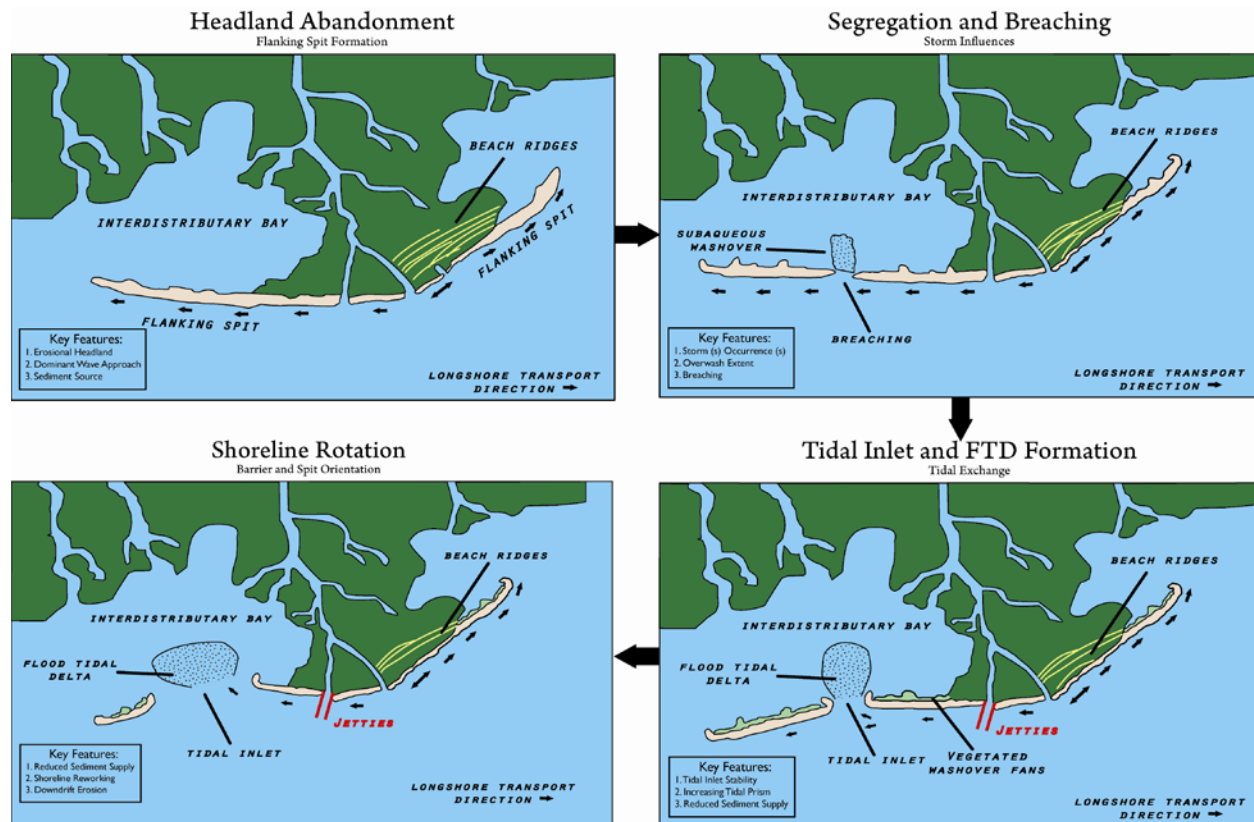 Headland Abandonment
Flanking Spit Formation
BEACH RIDGES
INTERDISTRIBUTARY BAY
FLANKING SPIT
FLANKING SPIT
Key Features:
1. Erosional Headland
2. Dominant Wave Approach
3. Sediment Source
LONGSHORE TRANSPORT
DIRECTION
Segregation and Breaching
Storm Influences
BEACH RIDGES
INTERDISTRIBUTARY BAY
SUBAQUEOUS
WASHOVER
BREACHING
Key Features:
1. Storm (s) Occurrence (s)
2. Overwash Extent
3. Breaching
LONGSHORE TRANSPORT
DIRECTION
Shoreline Rotation
Barrier and Spit Orientation
BEACH RIDGES
INTERDISTRIBUTARY BAY
FLOOD TIDAL
DELTA
JETTIES
TIDAL INLET
Key Features:
1. Reduced Sediment Supply
2. Shoreline Reworking
3. Downdrift Erosion
LONGSHORE TRANSPORT
DIRECTION
Tidal Inlet and FTD Formation
Tidal Exchange
BEACH RIDGES
INTERDISTRIBUTARY BAY
FLOOD TIDAL
DELTA
JETTIES
TIDAL INLET
VEGETATED
WASHOVER FANS
Key Features:
1. Tidal Inlet Stability
2. Increasing Tidal Prism
3. Reduced Sediment Supply
LONGSHORE TRANSPORT
DIRECTION